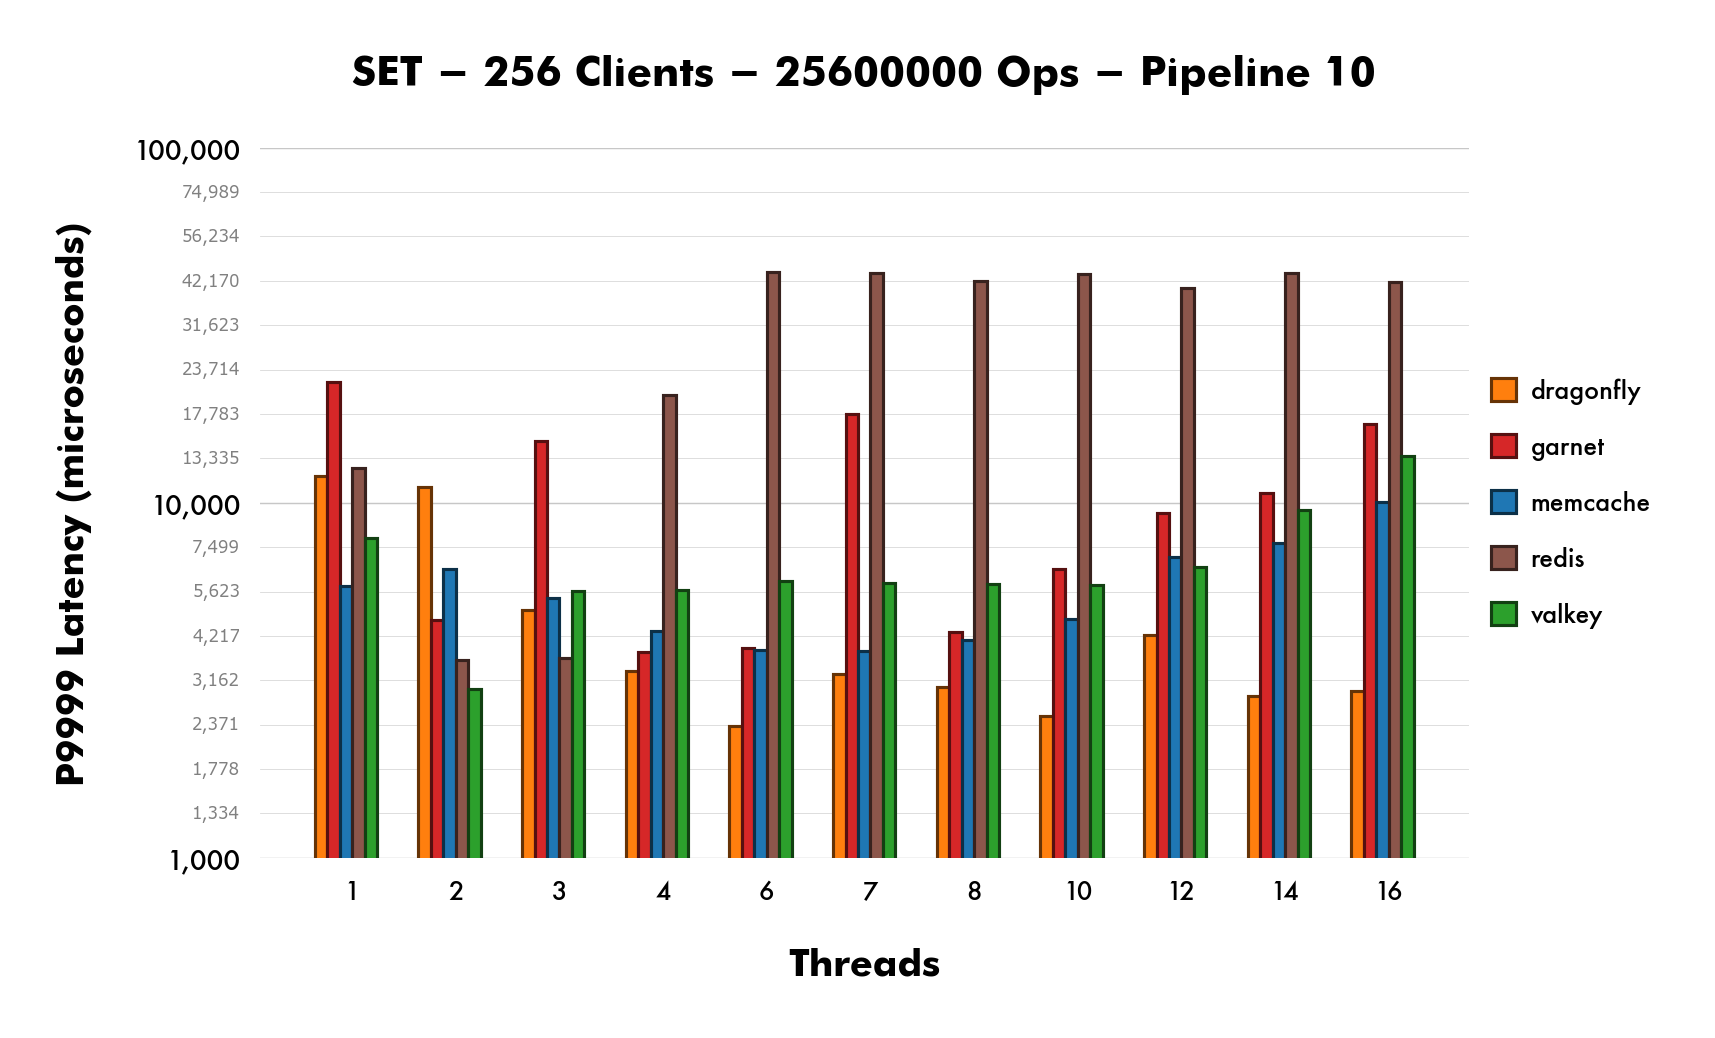 SET – 256 Clients – 25600000 Ops – Pipeline 10
P9999 Latency (microseconds)
100,000
74,989
56,234
42,170
31,623
23,714
17,783
13,335
10,000
7,499
5,623
4,217
3,162
2,371
1,778
1,334
1,000
1 2 3 4 6 7 8 10 12 14 16
Threads
dragonfly
garnet
memcache
redis
valkey